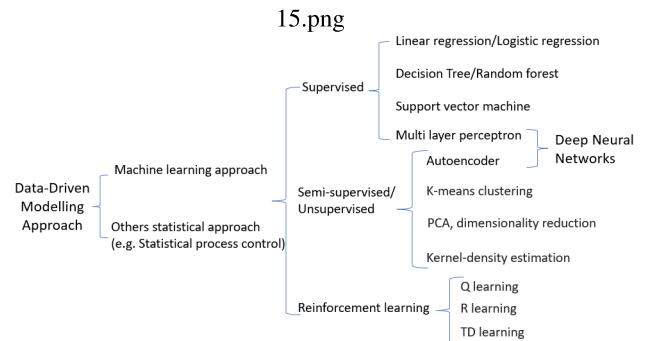 15.png
Linear regression/Logistic regression
Supervised
Decision Tree/Random forest
Support vector machine
Multi layer perceptron
Deep Neural
Networks
Autoencoder
Machine learning approach
Data-Driven
Modelling
Approach
Semi-supervised/
Unsupervised
K-means clustering
Others statistical approach
(e.g. Statistical process control)
PCA, dimensionality reduction
Kernel-density estimation
Reinforcement learning
Q learning
R learning
TD learning